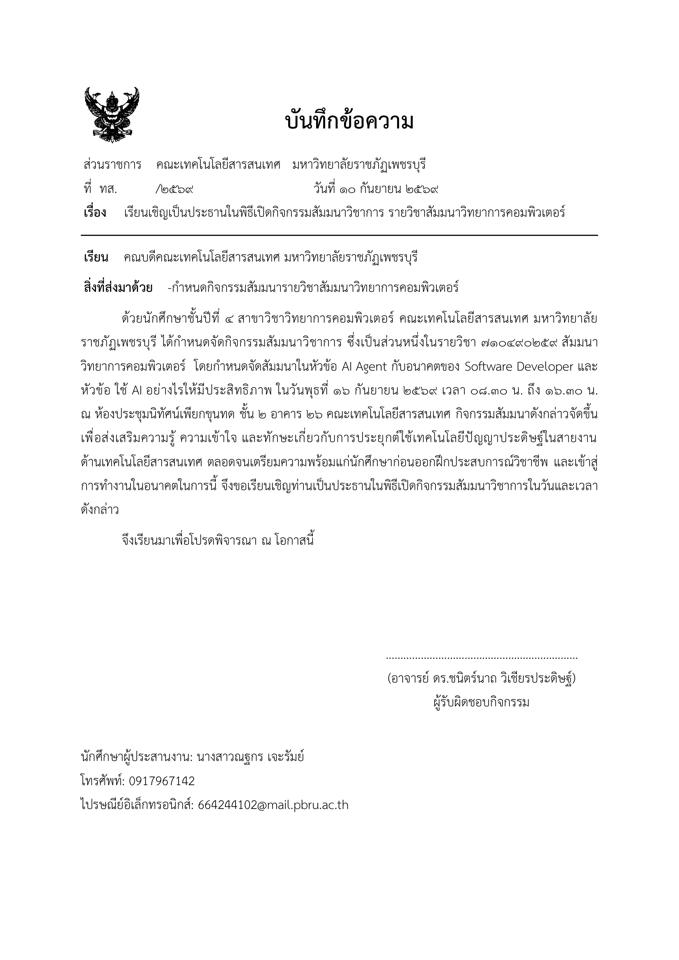 บันทึกข้อความ
ส่วนราชการ คณะเทคโนโลยีสารสนเทศ มหาวิทยาลัยราชภัฏเพชรบุรี
ที่ ทส. /๒๕๖๙ วันที่ ๑๐ กันยายน ๒๕๖๙
เรื่อง เรียนเชิญเป็นประธานในพิธีเปิดกิจกรรมสัมมนาวิชาการ รายวิชาสัมมนาวิทยาการคอมพิวเตอร์
เรียน คณบดีคณะเทคโนโลยีสารสนเทศ มหาวิทยาลัยราชภัฏเพชรบุรี
สิ่งที่ส่งมาด้วย -กำหนดกิจกรรมสัมมนารายวิชาสัมมนาวิทยาการคอมพิวเตอร์
ด้วยนักศึกษาชั้นปีที่ ๔ สาขาวิชาวิทยาการคอมพิวเตอร์ คณะเทคโนโลยีสารสนเทศ มหาวิทยาลัย
ราชภัฏเพชรบุรี ได้กำหนดจัดกิจกรรมสัมมนาวิชาการ ซึ่งเป็นส่วนหนึ่งในรายวิชา ๗๑๐๔๙๐๒๕๙ สัมมนา
วิทยาการคอมพิวเตอร์ โดยกำหนดจัดสัมมนาในหัวข้อ AI Agent กับอนาคตของ Software Developer และ
หัวข้อ ใช้ AI อย่างไรให้มีประสิทธิภาพ ในวันพุธที่ ๑๖ กันยายน ๒๕๖๙ เวลา ๐๘.๓๐ น. ถึง ๑๖.๓๐ น.
ณ ห้องประชุมนิทัศน์เพียกขุนทด ชั้น ๒ อาคาร ๒๖ คณะเทคโนโลยีสารสนเทศ กิจกรรมสัมมนาดังกล่าวจัดขึ้น
เพื่อส่งเสริมความรู้ ความเข้าใจ และทักษะเกี่ยวกับการประยุกต์ใช้เทคโนโลยีปัญญาประดิษฐ์ในสายงาน
ด้านเทคโนโลยีสารสนเทศ ตลอดจนเตรียมความพร้อมแก่นักศึกษาก่อนออกฝึกประสบการณ์วิชาชีพ และเข้าสู่
การทำงานในอนาคตในการนี้ จึงขอเรียนเชิญท่านเป็นประธานในพิธีเปิดกิจกรรมสัมมนาวิชาการในวันและเวลา
ดังกล่าว
จึงเรียนมาเพื่อโปรดพิจารณา ณ โอกาสนี้
..................................................................
(อาจารย์ ดร.ชนิตร์นาถ วิเชียรประดิษฐ์)
ผู้รับผิดชอบกิจกรรม
นักศึกษาผู้ประสานงาน: นางสาวณฐกร เจะรัมย์
โทรศัพท์: 0917967142
ไปรษณีย์อิเล็กทรอนิกส์: 664244102@mail.pbru.ac.th